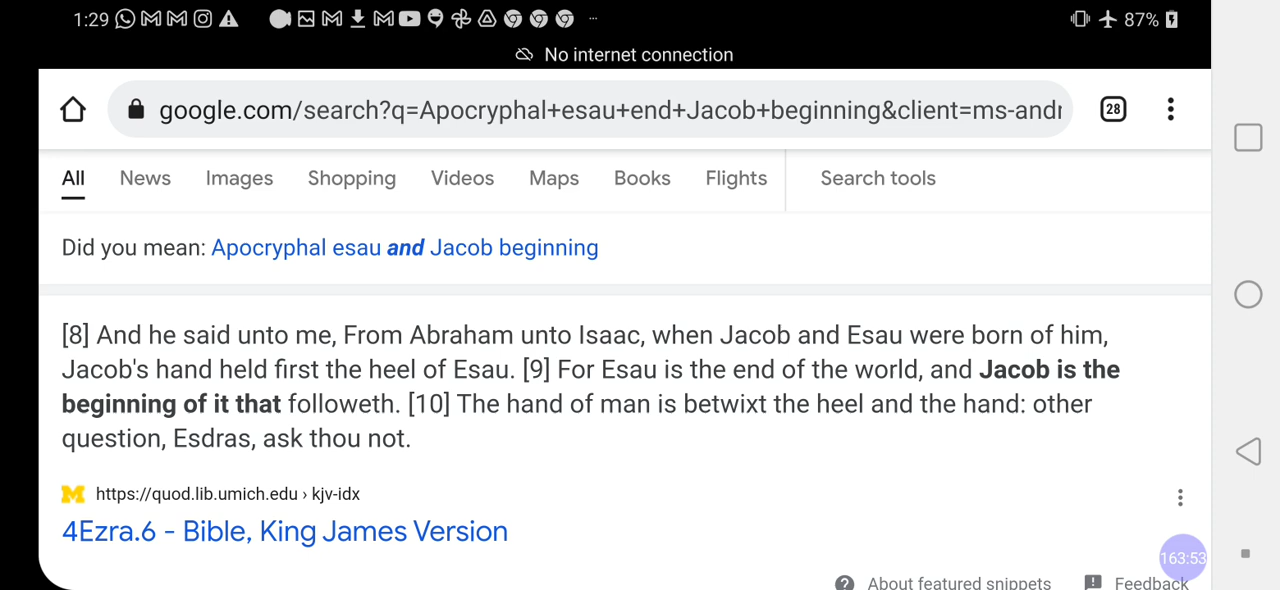 1:29 87%
No internet connection
google.com/search?q=Apocryphal+esau+end+Jacob+beginning&client=ms-andr 28
All News Images Shopping Videos Maps Books Flights Search tools
Did you mean: Apocryphal esau and Jacob beginning
[8] And he said unto me, From Abraham unto Isaac, when Jacob and Esau were born of him,
Jacob's hand held first the heel of Esau. [9] For Esau is the end of the world, and Jacob is the
beginning of it that followeth. [10] The hand of man is betwixt the heel and the hand: other
question, Esdras, ask thou not.
https://quod.lib.umich.edu › kjv-idx
4Ezra.6 - Bible, King James Version
163:53
About featured snippets Feedback